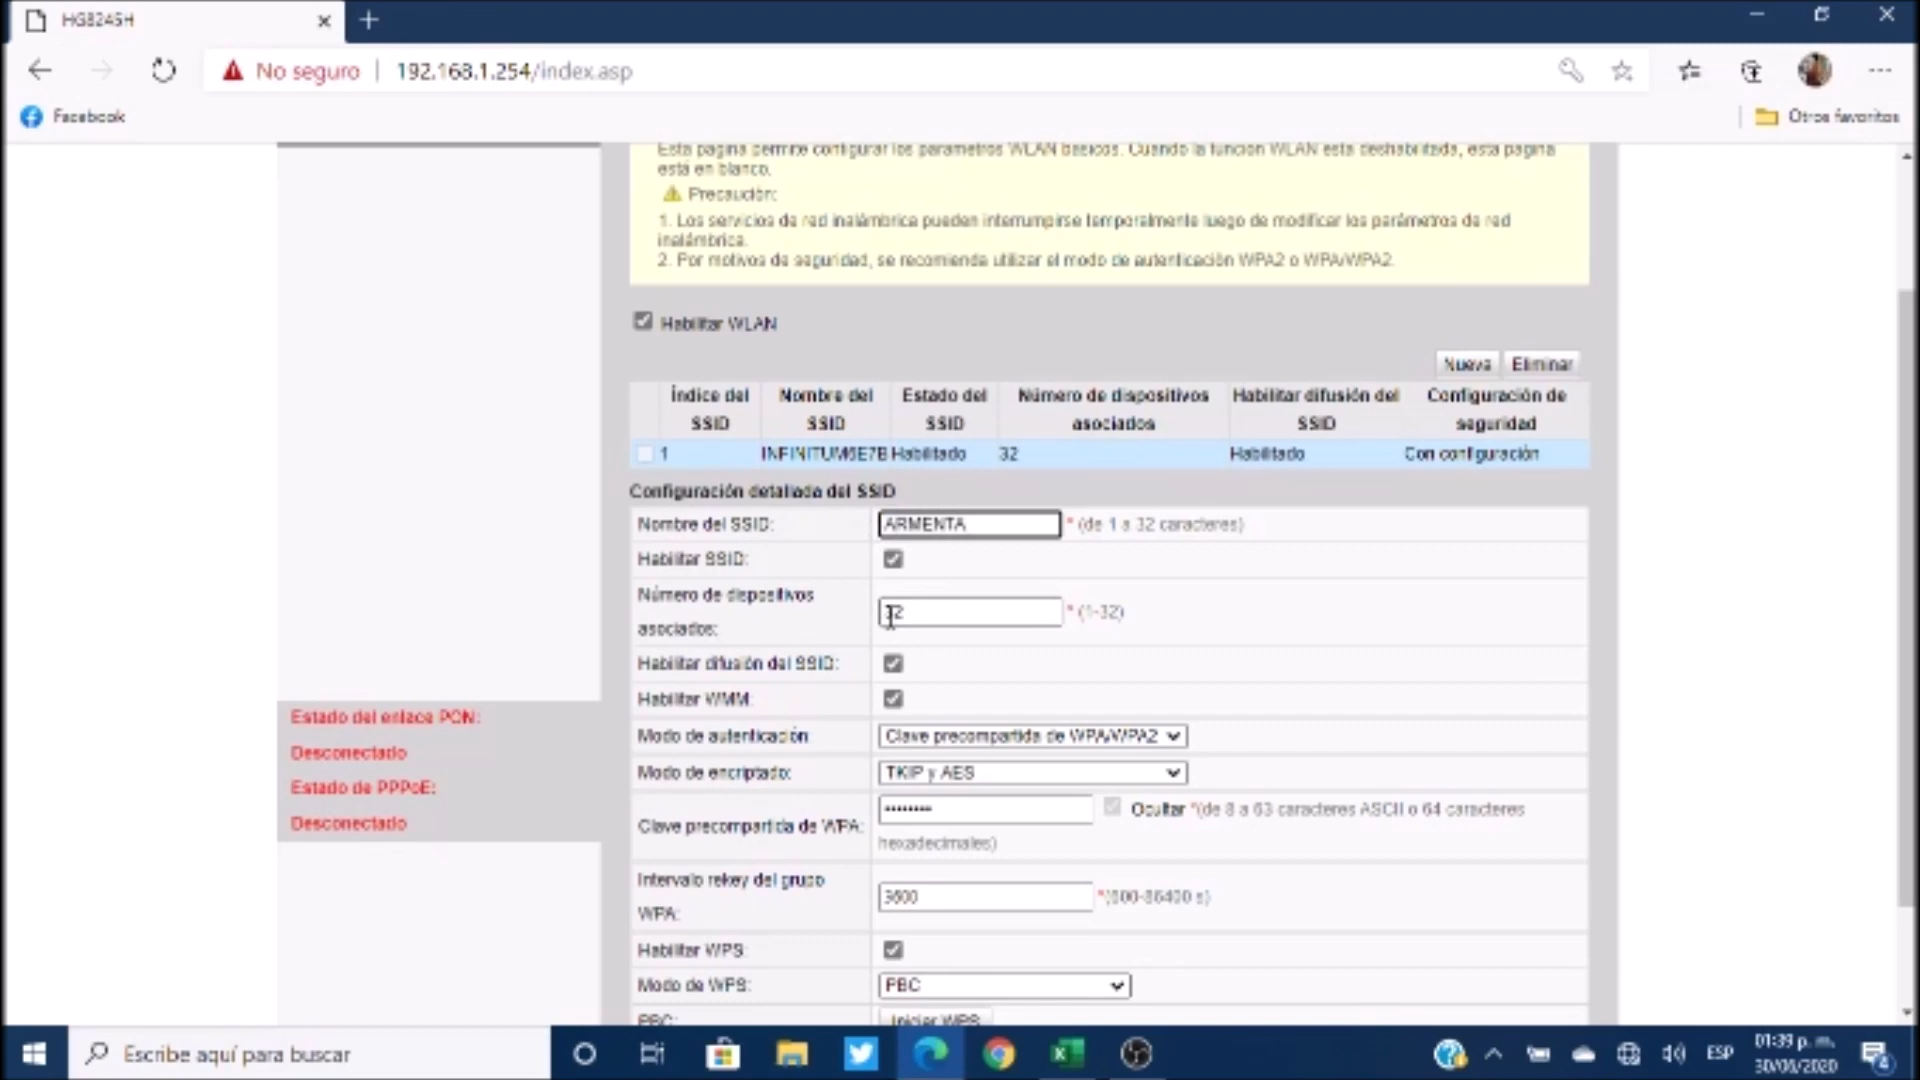 HG8245H
No seguro
192.168.1.254/index.asp
Facebook
Otros favoritos
Esta página permite configurar los parámetros WLAN básicos. Cuando la función WLAN está deshabilitada, esta página
está en blanco.
Precaución:
1. Los servicios de red inalámbrica pueden interrumpirse temporalmente luego de modificar los parámetros de red
inalámbrica.
2. Por motivos de seguridad, se recomienda utilizar el modo de autenticación WPA2 o WPA/WPA2.
Habilitar WLAN
Nueva Eliminar
Índice del SSID
Nombre del SSID
Estado del SSID
Número de dispositivos asociados
Habilitar difusión del SSID
Configuración de seguridad
1 INFINITUM6E7B Habilitado 32 Habilitado Con configuración
Configuración detallada del SSID
Nombre del SSID: ARMENTA * (de 1 a 32 caracteres)
Habilitar SSID:
Número de dispositivos asociados: 32 * (1-32)
Habilitar difusión del SSID:
Habilitar WMM:
Modo de autenticación Clave precompartida de WPA/WPA2
Modo de encriptado: TKIP y AES
Clave precompartida de WPA: •••••••• Ocultar *(de 8 a 63 caracteres ASCII o 64 caracteres
hexadecimales)
Intervalo rekey del grupo WPA: 3600 *(600-86400 s)
Habilitar WPS:
Modo de WPS: PBC
PBC: Iniciar WPS
Estado del enlace PON:
Desconectado
Estado de PPPoE:
Desconectado
Escribe aquí para buscar
ESP
01:39 p. m.
30/06/2020
4